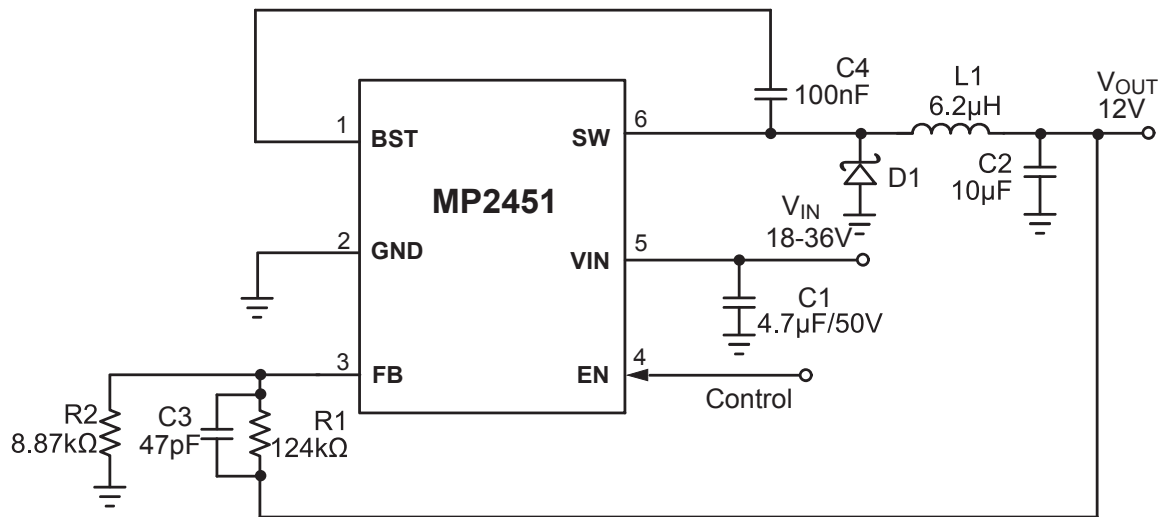 C4
100nF
L1
6.2µH
VOUT
12V
1
BST
SW
6
MP2451
D1
C2
10µF
VIN
18-36V
2
GND
VIN
5
C1
4.7µF/50V
3
FB
EN
4
Control
R2
8.87kΩ
C3
47pF
R1
124kΩ